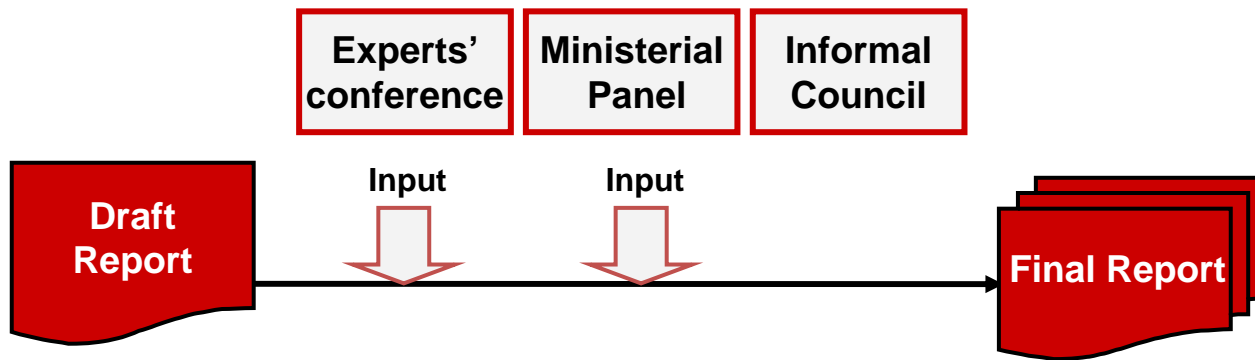 Experts’
conference
Ministerial
Panel
Informal
Council
Input
Input
Draft
Report
Final Report